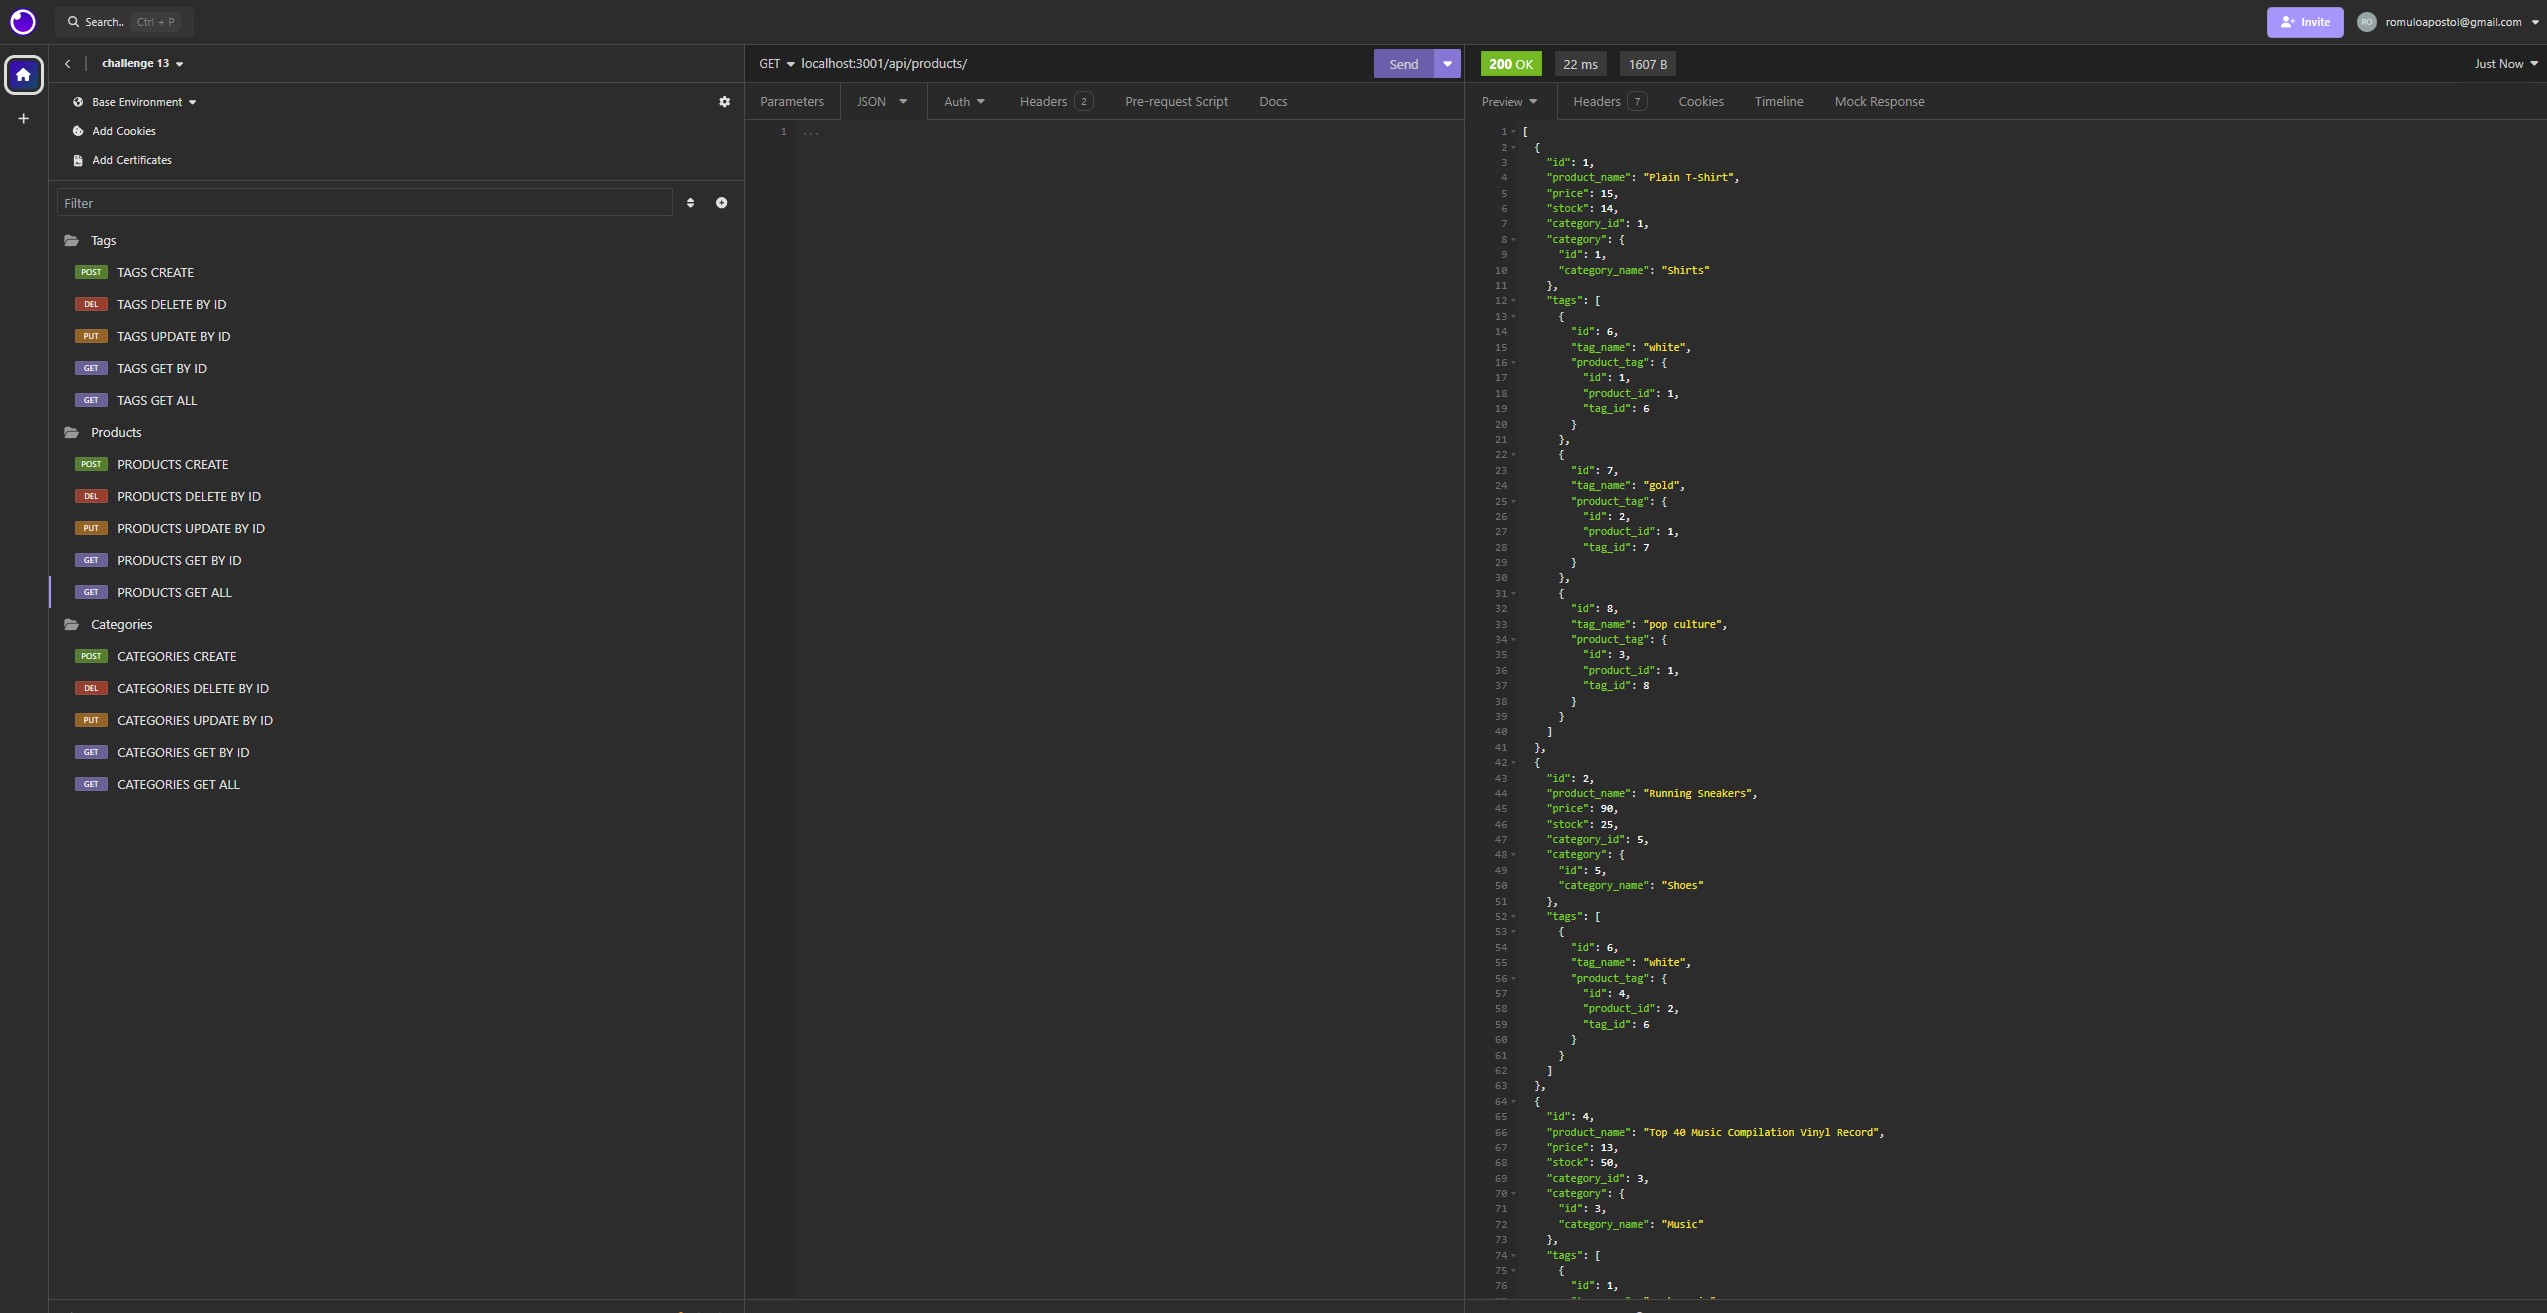 Search.. Ctrl + P
Invite
RO romuloapostol@gmail.com
challenge 13
Base Environment
Add Cookies
Add Certificates
Filter
Tags
POST TAGS CREATE
DEL TAGS DELETE BY ID
PUT TAGS UPDATE BY ID
GET TAGS GET BY ID
GET TAGS GET ALL
Products
POST PRODUCTS CREATE
DEL PRODUCTS DELETE BY ID
PUT PRODUCTS UPDATE BY ID
GET PRODUCTS GET BY ID
GET PRODUCTS GET ALL
Categories
POST CATEGORIES CREATE
DEL CATEGORIES DELETE BY ID
PUT CATEGORIES UPDATE BY ID
GET CATEGORIES GET BY ID
GET CATEGORIES GET ALL
GET localhost:3001/api/products/
Send
Parameters JSON Auth Headers 2 Pre-request Script Docs
1 ...
200 OK 22 ms 1607 B Just Now
Preview Headers 7 Cookies Timeline Mock Response
1 [
2 {
3 "id": 1,
4 "product_name": "Plain T-Shirt",
5 "price": 15,
6 "stock": 14,
7 "category_id": 1,
8 "category": {
9 "id": 1,
10 "category_name": "Shirts"
11 },
12 "tags": [
13 {
14 "id": 6,
15 "tag_name": "white",
16 "product_tag": {
17 "id": 1,
18 "product_id": 1,
19 "tag_id": 6
20 }
21 },
22 {
23 "id": 7,
24 "tag_name": "gold",
25 "product_tag": {
26 "id": 2,
27 "product_id": 1,
28 "tag_id": 7
29 }
30 },
31 {
32 "id": 8,
33 "tag_name": "pop culture",
34 "product_tag": {
35 "id": 3,
36 "product_id": 1,
37 "tag_id": 8
38 }
39 }
40 ]
41 },
42 {
43 "id": 2,
44 "product_name": "Running Sneakers",
45 "price": 90,
46 "stock": 25,
47 "category_id": 5,
48 "category": {
49 "id": 5,
50 "category_name": "Shoes"
51 },
52 "tags": [
53 {
54 "id": 6,
55 "tag_name": "white",
56 "product_tag": {
57 "id": 4,
58 "product_id": 2,
59 "tag_id": 6
60 }
61 }
62 ]
63 },
64 {
65 "id": 4,
66 "product_name": "Top 40 Music Compilation Vinyl Record",
67 "price": 13,
68 "stock": 50,
69 "category_id": 3,
70 "category": {
71 "id": 3,
72 "category_name": "Music"
73 },
74 "tags": [
75 {
76 "id": 1,